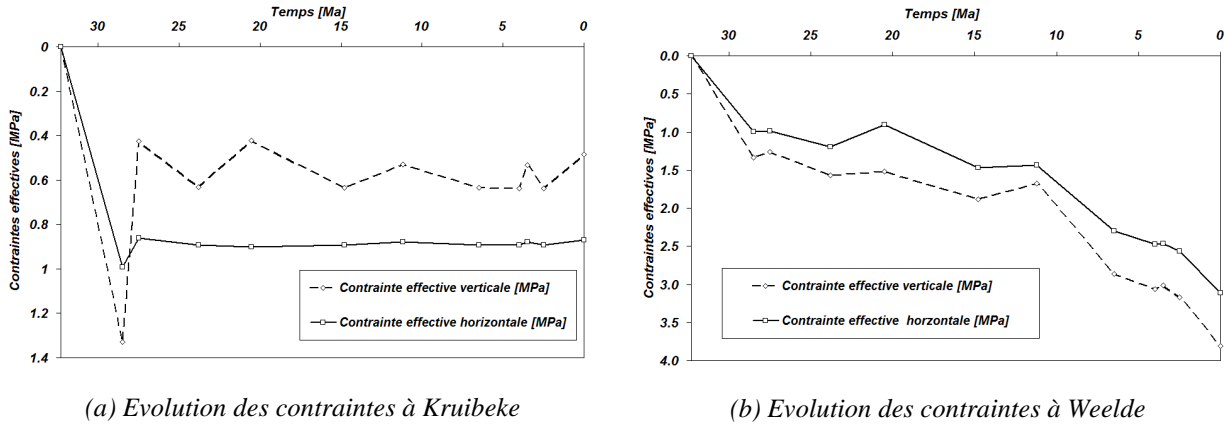 Temps [Ma]
30 25 20 15 10 5 0
Contraintes effectives [MPa]
0
0.2
0.4
0.6
0.8
1
1.2
1.4
Contrainte effective verticale [MPa]
Contrainte effective horizontale [MPa]
(a) Evolution des contraintes à Kruibeke
Temps [Ma]
30 25 20 15 10 5 0
Contraintes effectives [MPa]
0.0
0.5
1.0
1.5
2.0
2.5
3.0
3.5
4.0
Contrainte effective verticale [MPa]
Contrainte effective horzontale [MPa]
(b) Evolution des contraintes à Weelde